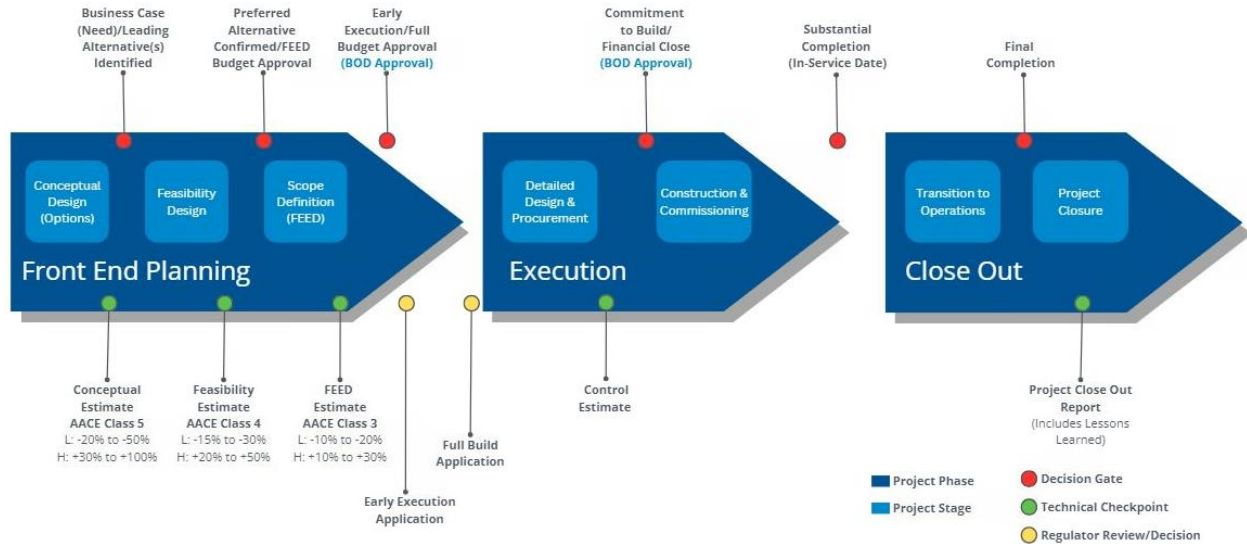 Business Case
(Need)/Leading
Alternative(s)
Identified
Preferred
Alternative
Confirmed/FEED
Budget Approval
Early
Execution/Full
Budget Approval
(BOD Approval)
Commitment
to Build/
Financial Close
(BOD Approval)
Substantial
Completion
(In-Service Date)
Final
Completion
Conceptual
Design
(Options)
Feasibility
Design
Scope
Definition
(FEED)
Front End Planning
Detailed
Design &
Procurement
Construction &
Commissioning
Execution
Transition to
Operations
Project
Closure
Close Out
Conceptual
Estimate
AACE Class 5
L: -20% to -50%
H: +30% to +100%
Feasibility
Estimate
AACE Class 4
L: -15% to -30%
H: +20% to +50%
FEED
Estimate
AACE Class 3
L: -10% to -20%
H: +10% to +30%
Early Execution
Application
Full Build
Application
Control
Estimate
Project Close Out
Report
(Includes Lessons
Learned)
Project Phase
Project Stage
Decision Gate
Technical Checkpoint
Regulator Review/Decision